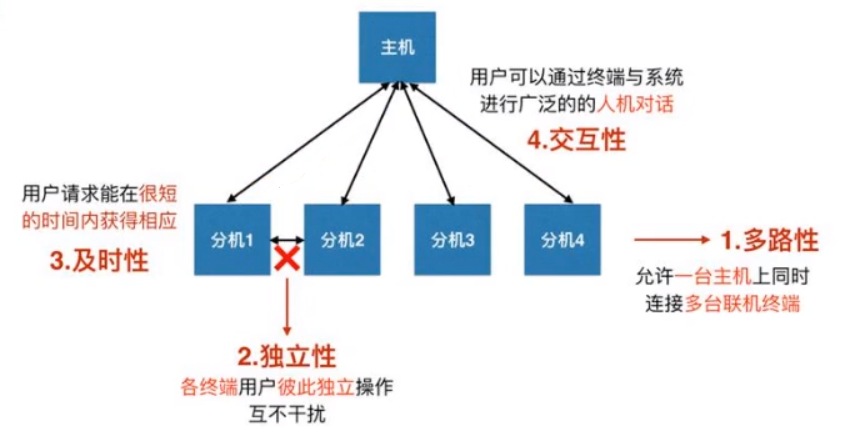 主机
用户可以通过终端与系统
进行广泛的的人机对话
4.交互性
用户请求能在很短
的时间内获得相应
3.及时性
分机1
分机2
分机3
分机4
1.多路性
允许一台主机上同时
连接多台联机终端
2.独立性
各终端用户彼此独立操作
互不干扰